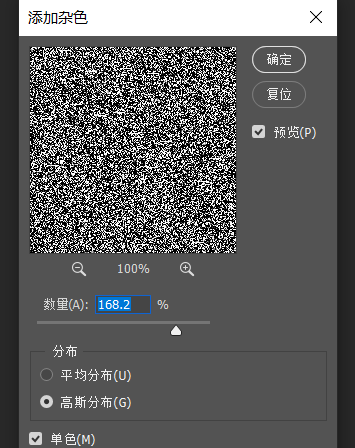 添加杂色
确定
复位
预览(P)
100%
数量(A): 168.2 %
分布
平均分布(U)
高斯分布(G)
单色(M)